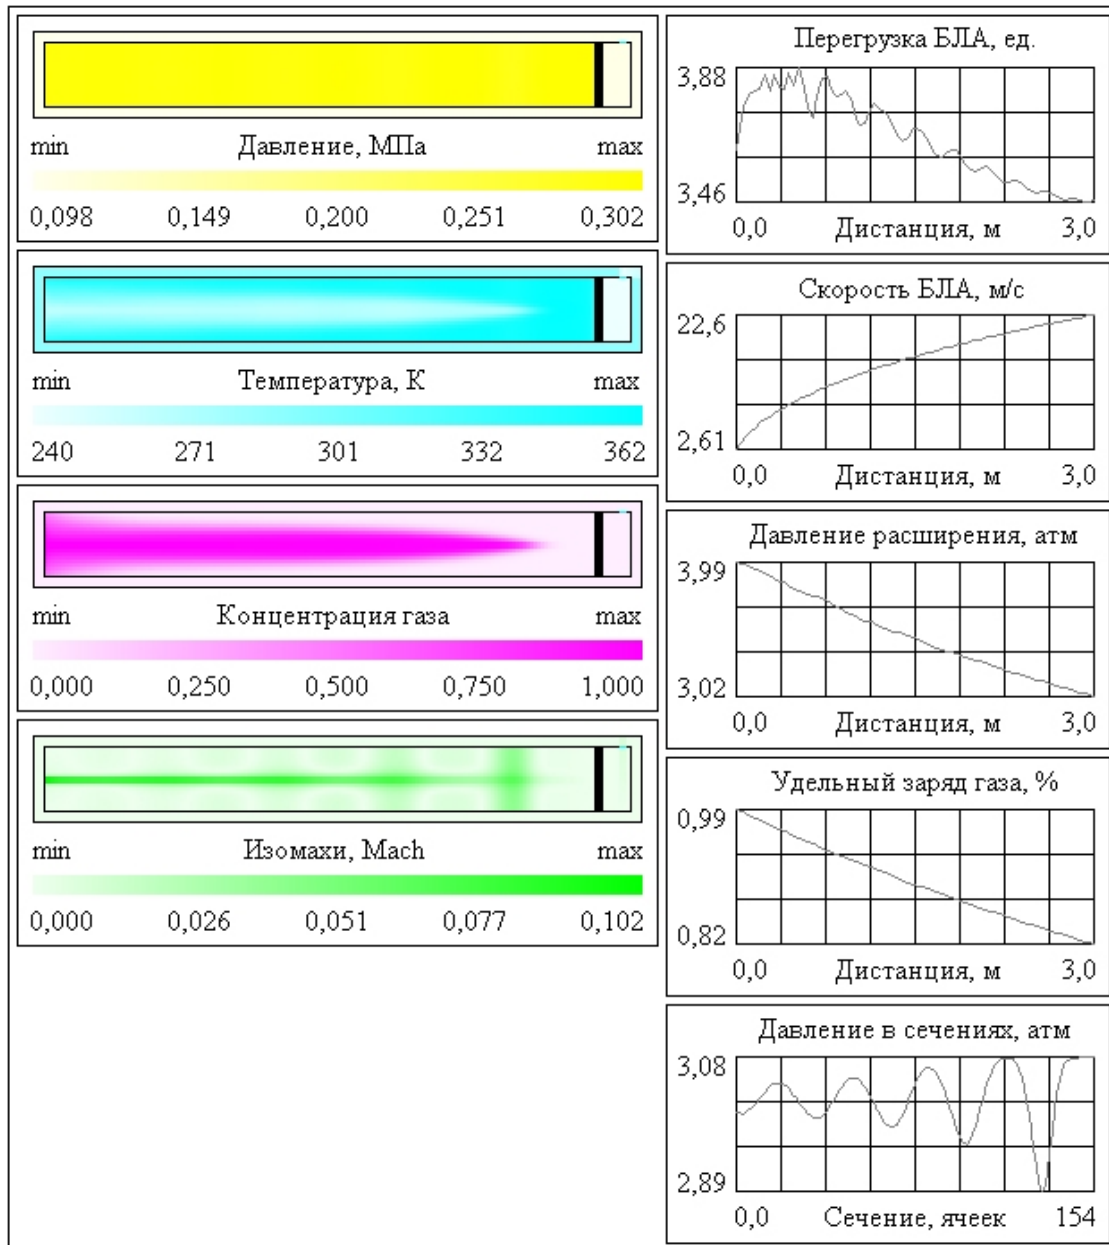 min Давление, МПа max
0,098 0,149 0,200 0,251 0,302
min Температура, К max
240 271 301 332 362
min Концентрация газа max
0,000 0,250 0,500 0,750 1,000
min Изомахи, Mach max
0,000 0,026 0,051 0,077 0,102
Перегрузка БЛА, ед.
3,88
3,46
0,0 Дистанция, м 3,0
Скорость БЛА, м/с
22,6
2,61
0,0 Дистанция, м 3,0
Давление расширения, атм
3,99
3,02
0,0 Дистанция, м 3,0
Удельный заряд газа, %
0,99
0,82
0,0 Дистанция, м 3,0
Давление в сечениях, атм
3,08
2,89
0,0 Сечение, ячеек 154